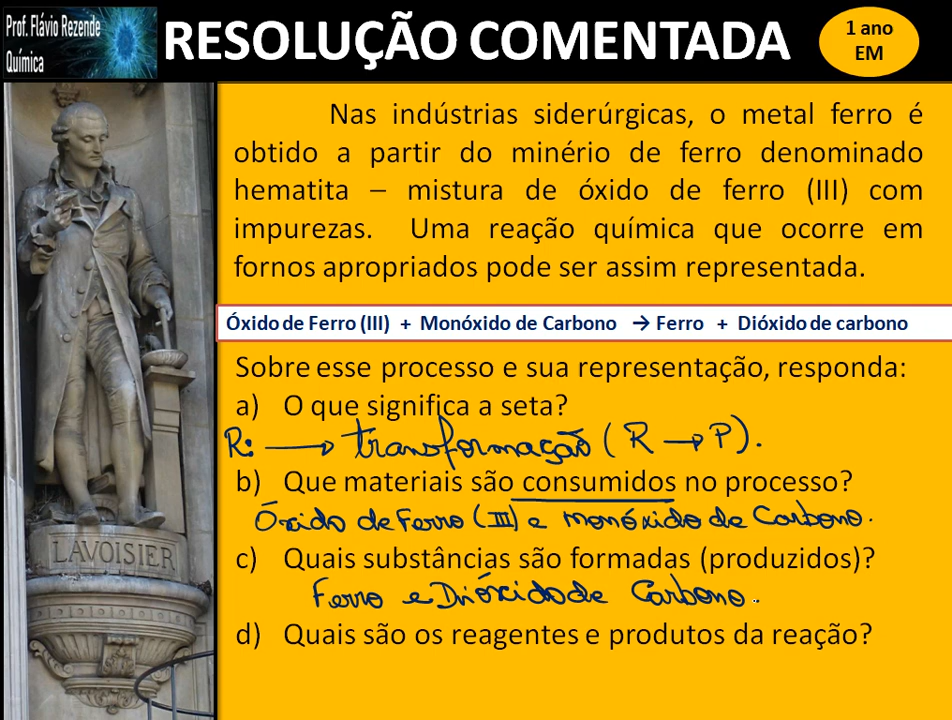 Prof. Flávio Rezende
Química
RESOLUÇÃO COMENTADA
1 ano
EM
Nas indústrias siderúrgicas, o metal ferro é
obtido a partir do minério de ferro denominado
hematita – mistura de óxido de ferro (III) com
impurezas. Uma reação química que ocorre em
fornos apropriados pode ser assim representada.
Óxido de Ferro (III) + Monóxido de Carbono → Ferro + Dióxido de carbono
Sobre esse processo e sua representação, responda:
a) O que significa a seta?
R: → transformação (R → P).
b) Que materiais são consumidos no processo?
Óxido de Ferro (III) e monóxido de Carbono.
c) Quais substâncias são formadas (produzidos)?
Ferro e Dióxido de Carbono.
d) Quais são os reagentes e produtos da reação?
LAVOISIER